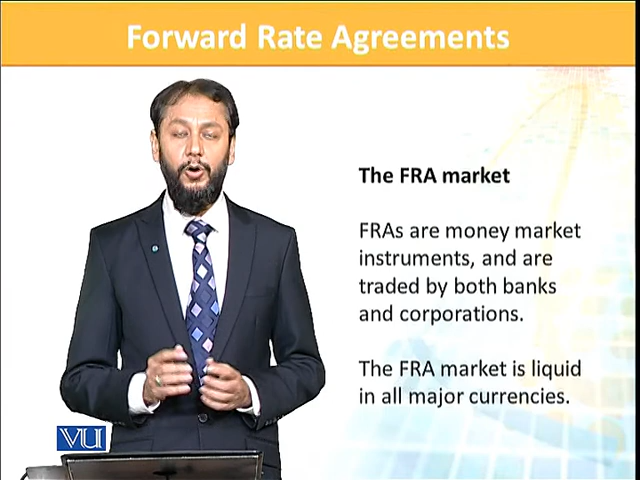 Forward Rate Agreements
The FRA market
FRAs are money market
instruments, and are
traded by both banks
and corporations.
The FRA market is liquid
in all major currencies.
VU